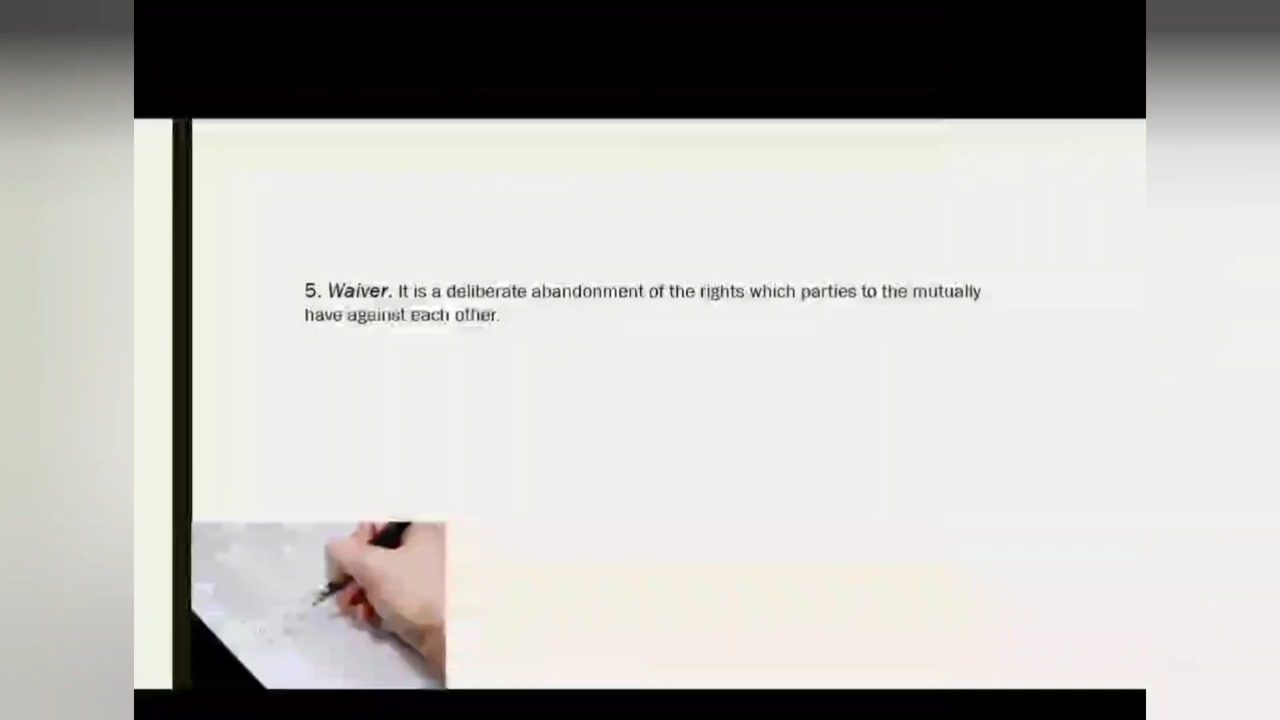 5. Waiver. It is a deliberate abandonment of the rights which parties to the mutually
have against each other.